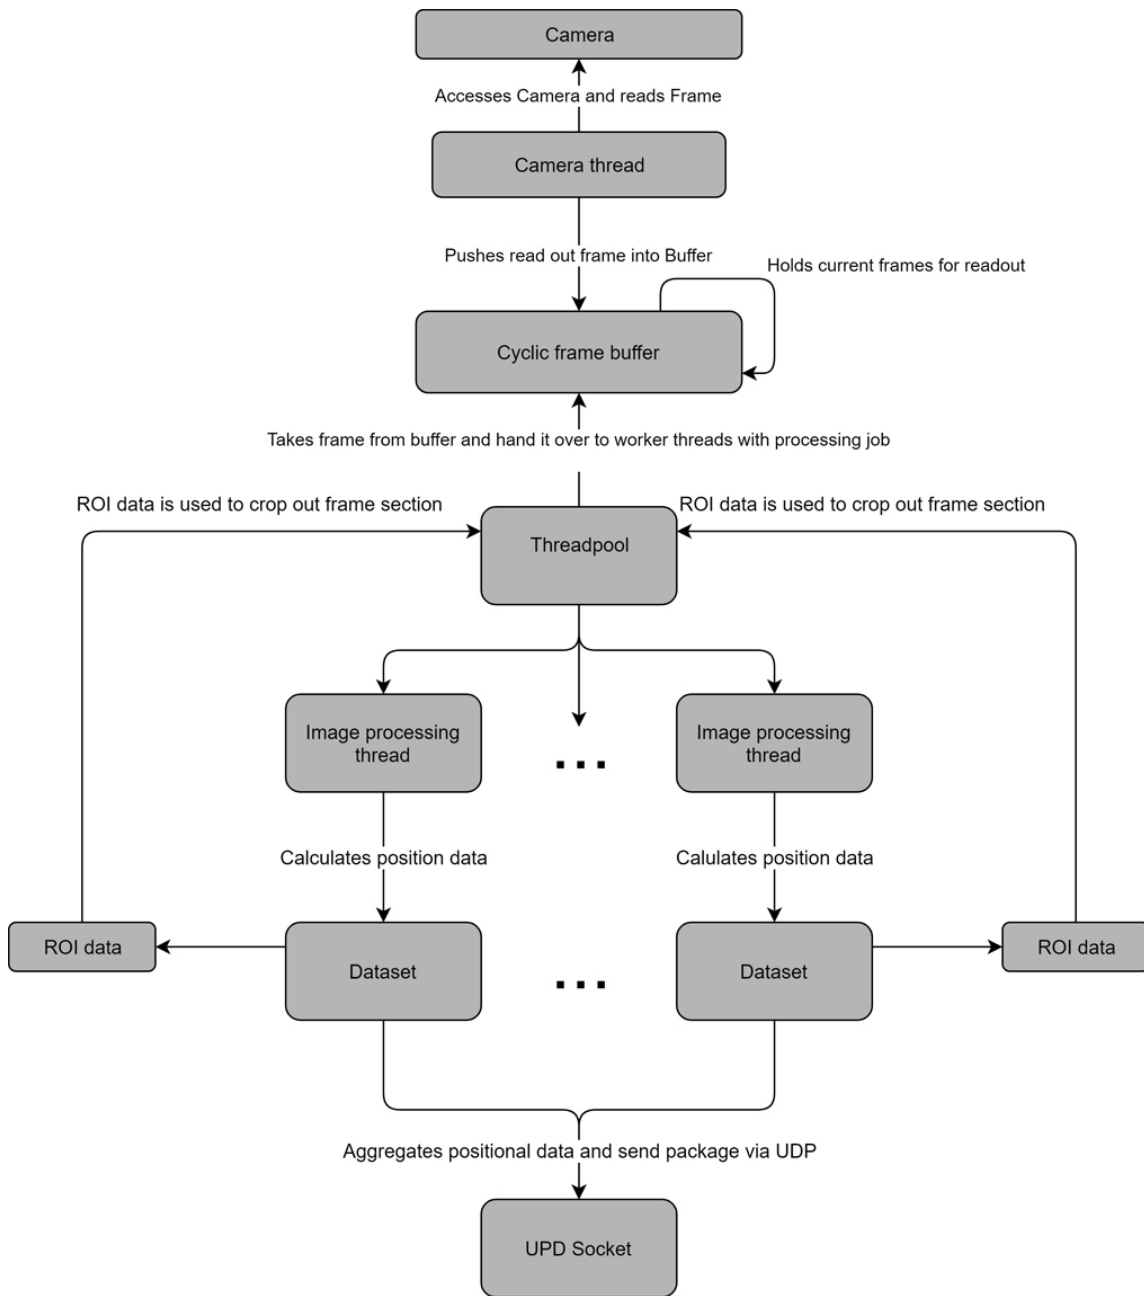 Camera
Accesses Camera and reads Frame
Camera thread
Pushes read out frame into Buffer
Holds current frames for readout
Cyclic frame buffer
Takes frame from buffer and hand it over to worker threads with processing job
ROI data is used to crop out frame section
ROI data is used to crop out frame section
Threadpool
Image processing
thread
...
Image processing
thread
Calculates position data
Calulates position data
ROI data
Dataset
...
Dataset
ROI data
Aggregates positional data and send package via UDP
UPD Socket